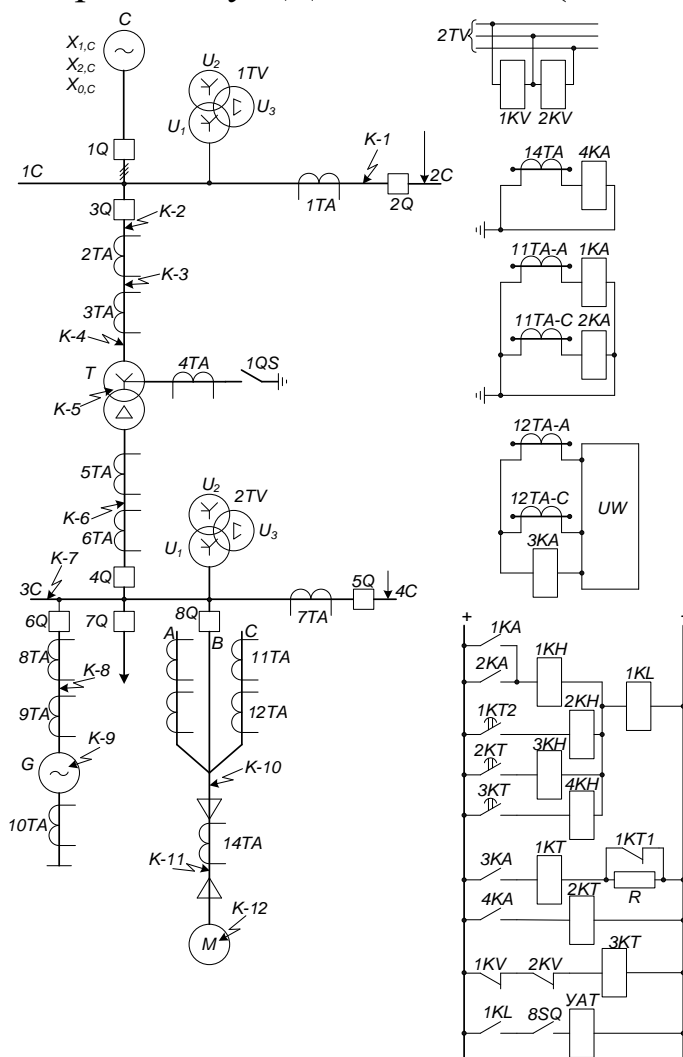 C
X1,C
X2,C
X0,C
U2
1TV
U3
U1
K-1
1Q
1C
2C
1TA
2Q
3Q
K-2
2TA
K-3
3TA
K-4
T
4TA
1QS
K-5
5TA
K-6
6TA
U2
2TV
U3
U1
4Q
K-7
3C
5Q
4C
7TA
6Q
7Q
8Q
A
B
C
8TA
K-8
9TA
11TA
12TA
G
K-9
K-10
10TA
14TA
K-11
K-12
M
2TV
1KV
2KV
14TA
4KA
11TA-A
1KA
11TA-C
2KA
12TA-A
12TA-C
UW
3KA
+
-
1KA
1KH
1KL
2KA
1KT2
2KH
2KT
3KH
3KT
4KH
3KA
1KT
1KT1
R
4KA
2KT
1KV
2KV
3KT
1KL
8SQ
УАТ